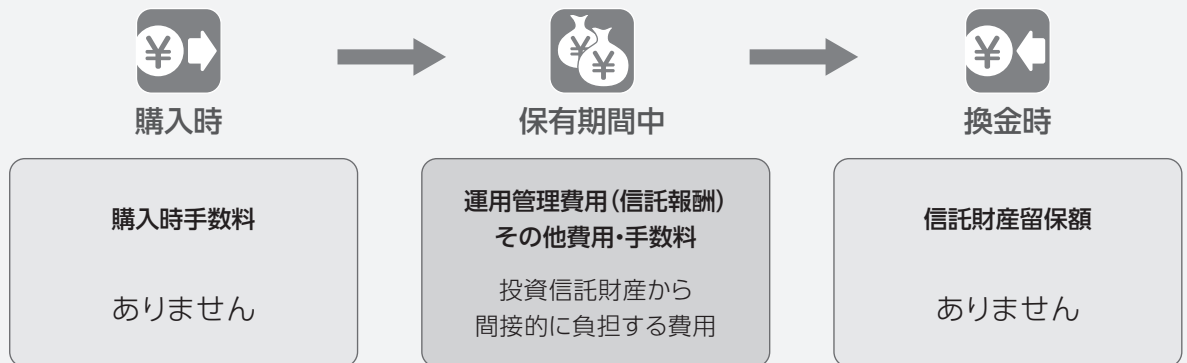 ¥
¥
¥
¥
購入時
保有期間中
換金時
購入時手数料
ありません
運用管理費用(信託報酬)
その他費用・手数料
投資信託財産から
間接的に負担する費用
信託財産留保額
ありません